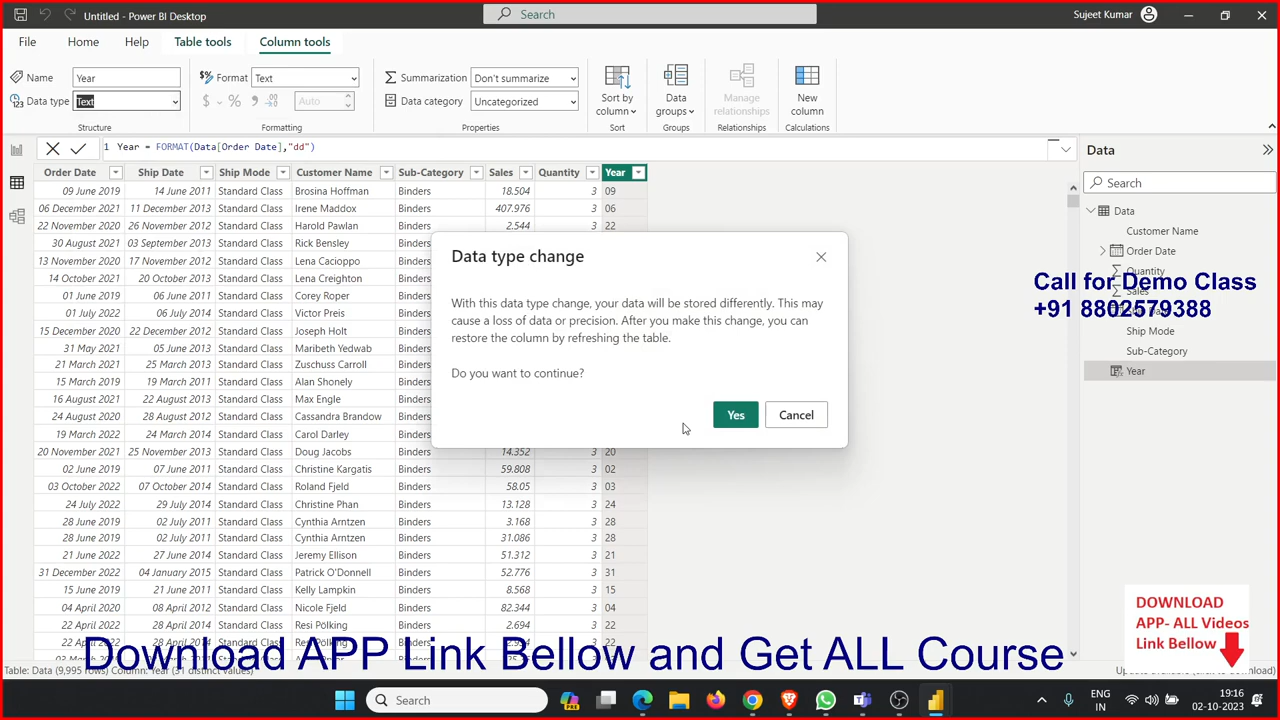 Untitled - Power BI Desktop
Search
Sujeet Kumar
File Home Help Table tools Column tools
Name Year
Format Text
Summarization Don't summarize
Data type Text
$ % , Auto
Data category Uncategorized
Sort by column
Data groups
Manage relationships
New column
Structure Formatting Properties Sort Groups Relationships Calculations
1 Year = FORMAT(Data[Order Date],"dd")
Order Date Ship Date Ship Mode Customer Name Sub-Category Sales Quantity Year
09 June 2019 14 June 2011 Standard Class Brosina Hoffman Binders 18.504 3 09
06 December 2021 11 December 2013 Standard Class Irene Maddox Binders 407.976 3 06
22 November 2020 26 November 2012 Standard Class Harold Pawlan Binders 2.544 3 22
30 August 2021 03 September 2013 Standard Class Rick Bensley
13 November 2020 17 November 2012 Standard Class Lena Cacioppo
14 October 2021 20 October 2013 Standard Class Lena Creighton
01 June 2019 06 June 2011 Standard Class Corey Roper
01 July 2022 06 July 2014 Standard Class Victor Preis
15 December 2020 22 December 2012 Standard Class Joseph Holt
31 May 2021 05 June 2013 Standard Class Maribeth Yedwab
21 March 2021 25 March 2013 Standard Class Zuschuss Carroll
15 March 2019 19 March 2011 Standard Class Alan Shonely
16 August 2021 22 August 2013 Standard Class Max Engle
24 August 2020 28 August 2012 Standard Class Cassandra Brandow
19 March 2022 24 March 2014 Standard Class Carol Darley
20 November 2021 25 November 2013 Standard Class Doug Jacobs Binders 14.352 3 20
02 June 2019 07 June 2011 Standard Class Christine Kargatis Binders 59.808 3 02
03 October 2022 07 October 2014 Standard Class Roland Fjeld Binders 58.05 3 03
24 July 2022 29 July 2014 Standard Class Christine Phan Binders 13.128 3 24
28 June 2019 02 July 2011 Standard Class Cynthia Arntzen Binders 3.168 3 28
28 June 2019 02 July 2011 Standard Class Cynthia Arntzen Binders 31.086 3 28
21 June 2022 27 June 2014 Standard Class Jeremy Ellison Binders 51.312 3 21
31 December 2022 04 January 2015 Standard Class Patrick O'Donnell Binders 52.776 3 31
15 June 2019 21 June 2011 Standard Class Kelly Lampkin Binders 8.568 3 15
04 April 2020 08 April 2012 Standard Class Nicole Fjeld Binders 82.344 3 04
22 April 2022 28 April 2014 Standard Class Resi Pölking Binders
22 April 2022
Data type change
With this data type change, your data will be stored differently. This may
cause a loss of data or precision. After you make this change, you can
restore the column by refreshing the table.
Do you want to continue?
Yes Cancel
Data
Search
Data
Customer Name
Order Date
Quantity
Sales
Ship Mode
Sub-Category
Year
Call for Demo Class
+91 8802579388
DOWNLOAD
APP- ALL Videos
Link Bellow
Download APP Link Bellow and Get ALL Course
Table: Data (9,995 rows) Column: Year (31 distinct values)
Search
ENG
IN
19:16
02-10-2023